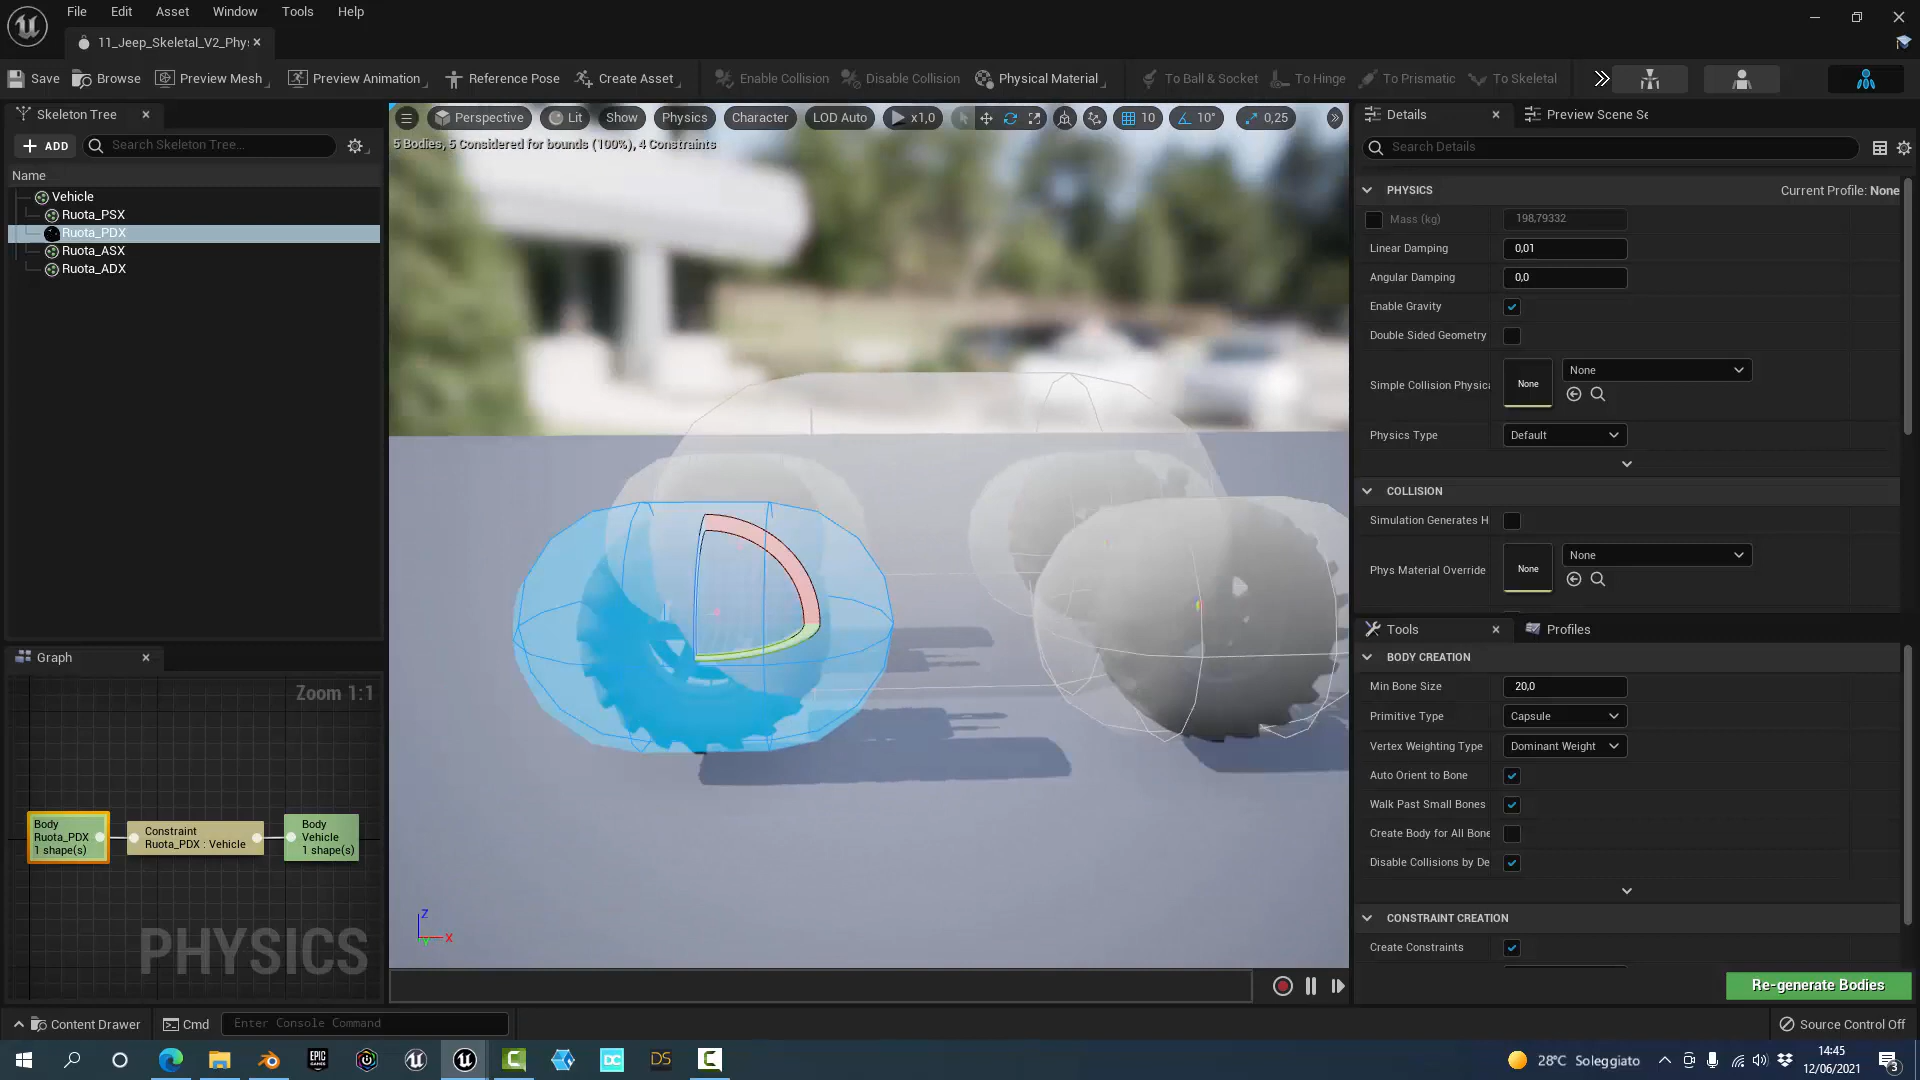 File Edit Asset Window Tools Help
11_Jeep_Skeletal_V2_Phy:
Save Browse Preview Mesh Preview Animation Reference Pose Create Asset Enable Collision Disable Collision Physical Material To Ball & Socket To Hinge To Prismatic To Skeletal
Skeleton Tree
ADD Search Skeleton Tree...
Name
Vehicle
Ruota_PSX
Ruota_PDX
Ruota_ASX
Ruota_ADX
Perspective Lit Show Physics Character LOD Auto x1,0 10 10° 0,25
5 Bodies, 5 Considered for bounds (100%), 4 Constraints
Z
X
Y
Graph
Zoom 1:1
Body
Ruota_PDX
1 shape(s)
Constraint
Ruota_PDX : Vehicle
Body
Vehicle
1 shape(s)
PHYSICS
Details Preview Scene Se
Search Details
PHYSICS Current Profile: None
Mass (kg) 198,79332
Linear Damping 0,01
Angular Damping 0,0
Enable Gravity
Double Sided Geometry
Simple Collision Physica None None
Physics Type Default
COLLISION
Simulation Generates H
Phys Material Override None None
Tools Profiles
BODY CREATION
Min Bone Size 20,0
Primitive Type Capsule
Vertex Weighting Type Dominant Weight
Auto Orient to Bone
Walk Past Small Bones
Create Body for All Bone
Disable Collisions by De
CONSTRAINT CREATION
Create Constraints
Re-generate Bodies
Content Drawer Cmd Enter Console Command Source Control Off
EPIC GAMES DC DS 28°C Soleggiato 14:45
12/06/2021 3